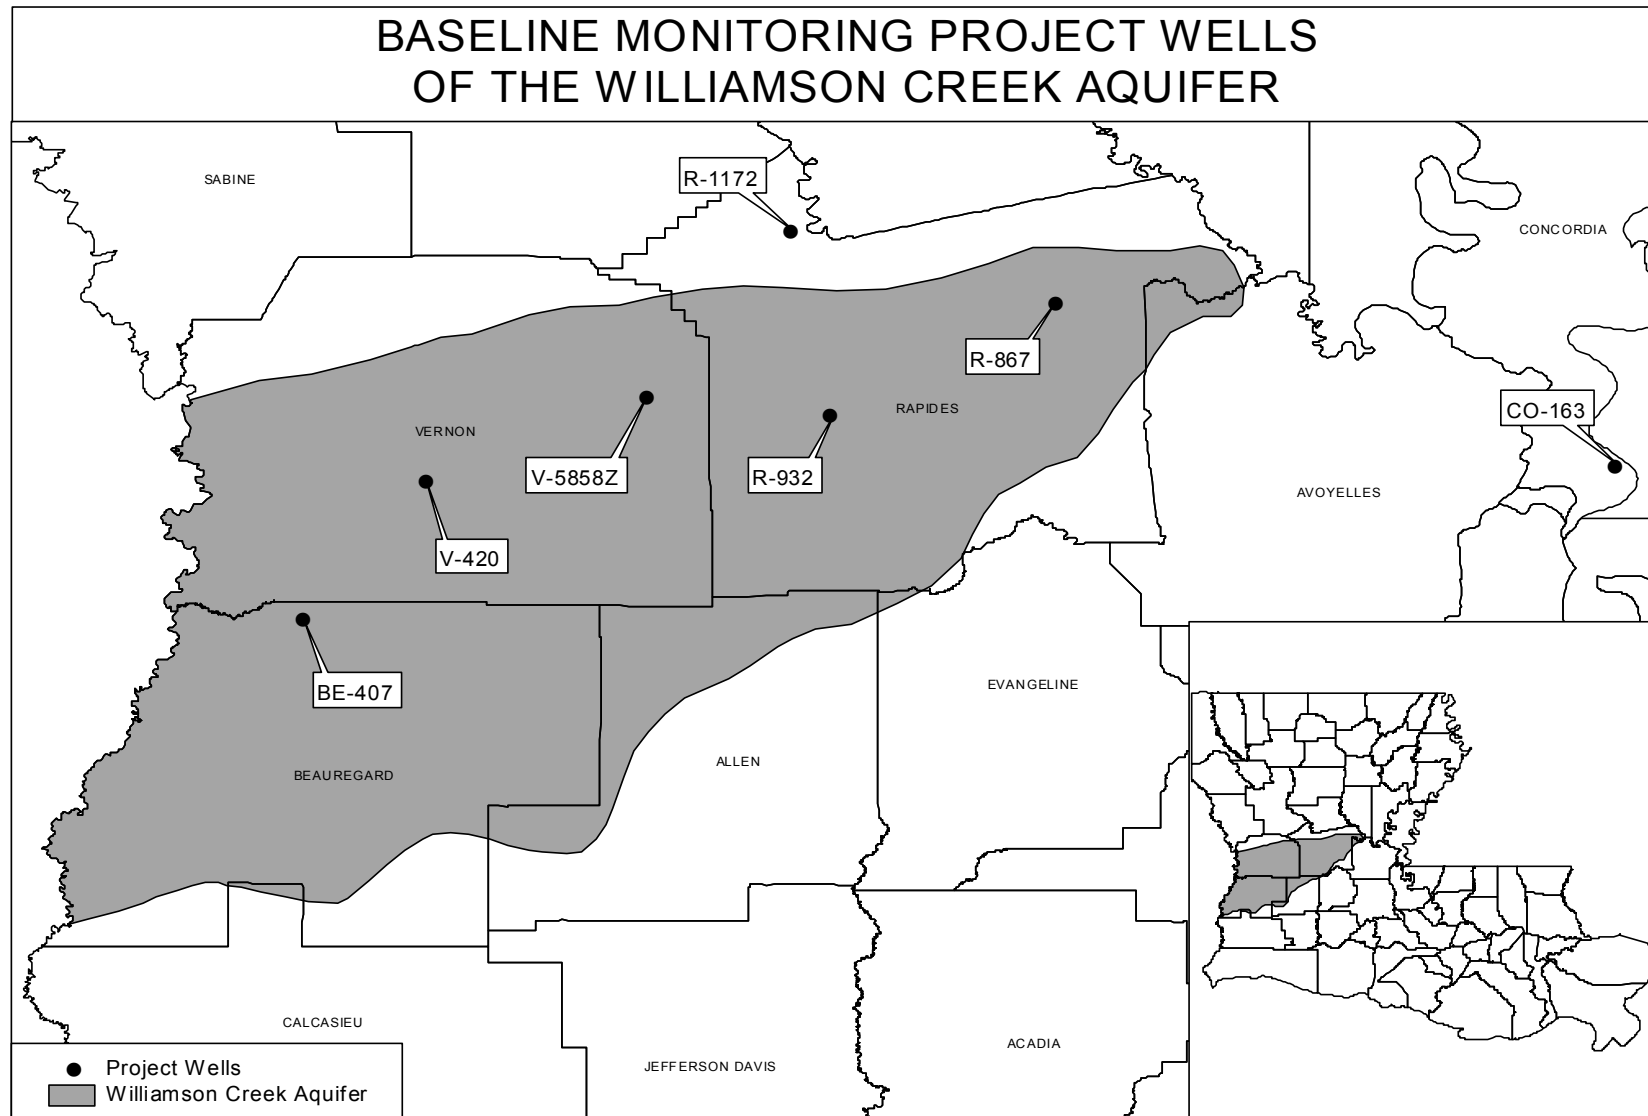 BASELINE MONITORING PROJECT WELLS
OF THE WILLIAMSON CREEK AQUIFER
SABINE
R-1172
CONCORDIA
R-867
RAPIDES
CO-163
VERNON
V-5858Z
R-932
AVOYELLES
V-420
BE-407
EVANGELINE
ALLEN
BEAUREGARD
CALCASIEU
ACADIA
JEFFERSON DAVIS
Project Wells
Williamson Creek Aquifer